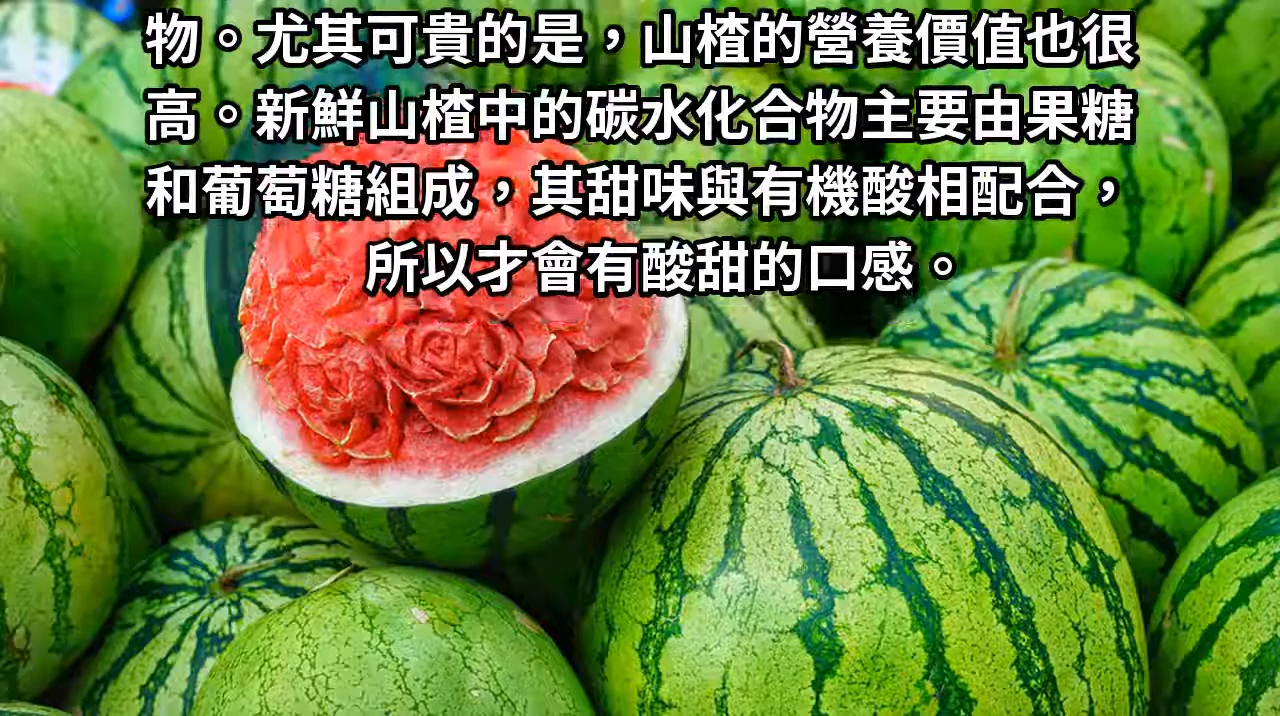 物。尤其可貴的是，山楂的營養價值也很
高。新鮮山楂中的碳水化合物主要由果糖
和葡萄糖組成，其甜味與有機酸相配合，
所以才會有酸甜的口感。